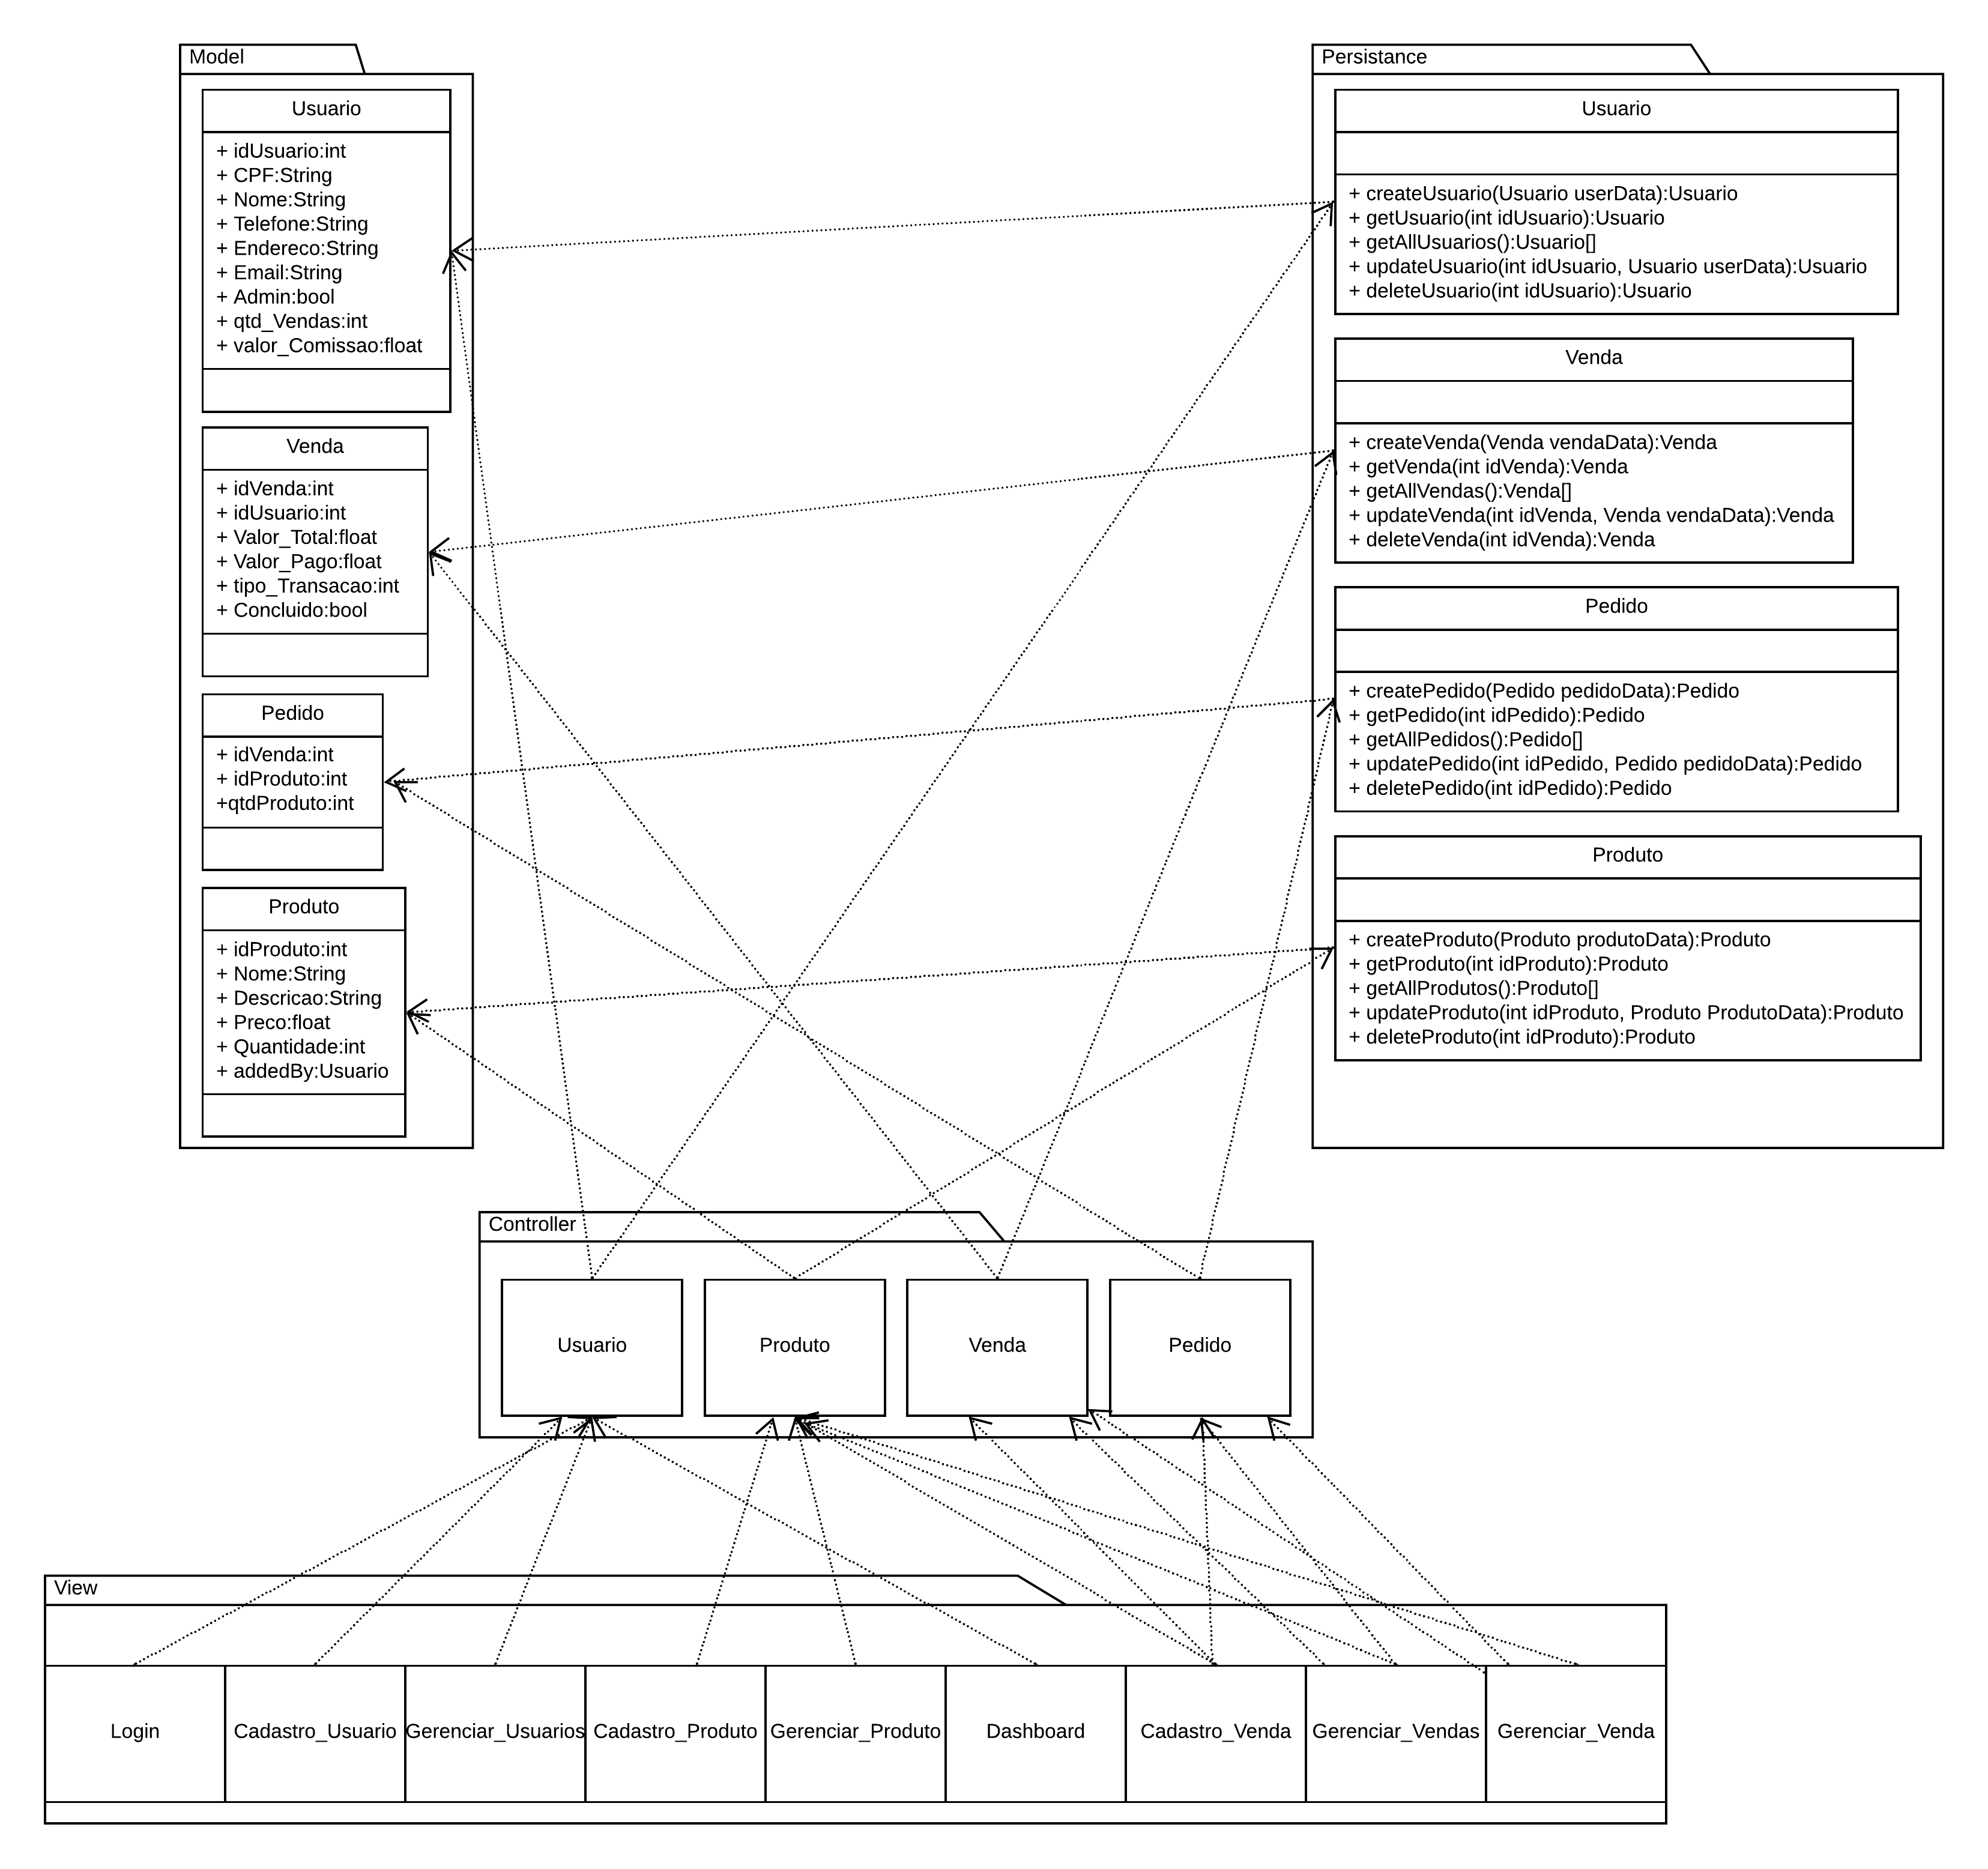 Model
Usuario
+ idUsuario:int
+ CPF:String
+ Nome:String
+ Telefone:String
+ Endereco:String
+ Email:String
+ Admin:bool
+ qtd_Vendas:int
+ valor_Comissao:float
Venda
+ idVenda:int
+ idUsuario:int
+ Valor_Total:float
+ Valor_Pago:float
+ tipo_Transacao:int
+ Concluido:bool
Pedido
+ idVenda:int
+ idProduto:int
+qtdProduto:int
Produto
+ idProduto:int
+ Nome:String
+ Descricao:String
+ Preco:float
+ Quantidade:int
+ addedBy:Usuario
Persistance
Usuario
+ createUsuario(Usuario userData):Usuario
+ getUsuario(int idUsuario):Usuario
+ getAllUsuarios():Usuario[]
+ updateUsuario(int idUsuario, Usuario userData):Usuario
+ deleteUsuario(int idUsuario):Usuario
Venda
+ createVenda(Venda vendaData):Venda
+ getVenda(int idVenda):Venda
+ getAllVendas():Venda[]
+ updateVenda(int idVenda, Venda vendaData):Venda
+ deleteVenda(int idVenda):Venda
Pedido
+ createPedido(Pedido pedidoData):Pedido
+ getPedido(int idPedido):Pedido
+ getAllPedidos():Pedido[]
+ updatePedido(int idPedido, Pedido pedidoData):Pedido
+ deletePedido(int idPedido):Pedido
Produto
+ createProduto(Produto produtoData):Produto
+ getProduto(int idProduto):Produto
+ getAllProdutos():Produto[]
+ updateProduto(int idProduto, Produto ProdutoData):Produto
+ deleteProduto(int idProduto):Produto
Controller
Usuario
Produto
Venda
Pedido
View
Login
Cadastro_Usuario
Gerenciar_Usuarios
Cadastro_Produto
Gerenciar_Produto
Dashboard
Cadastro_Venda
Gerenciar_Vendas
Gerenciar_Venda